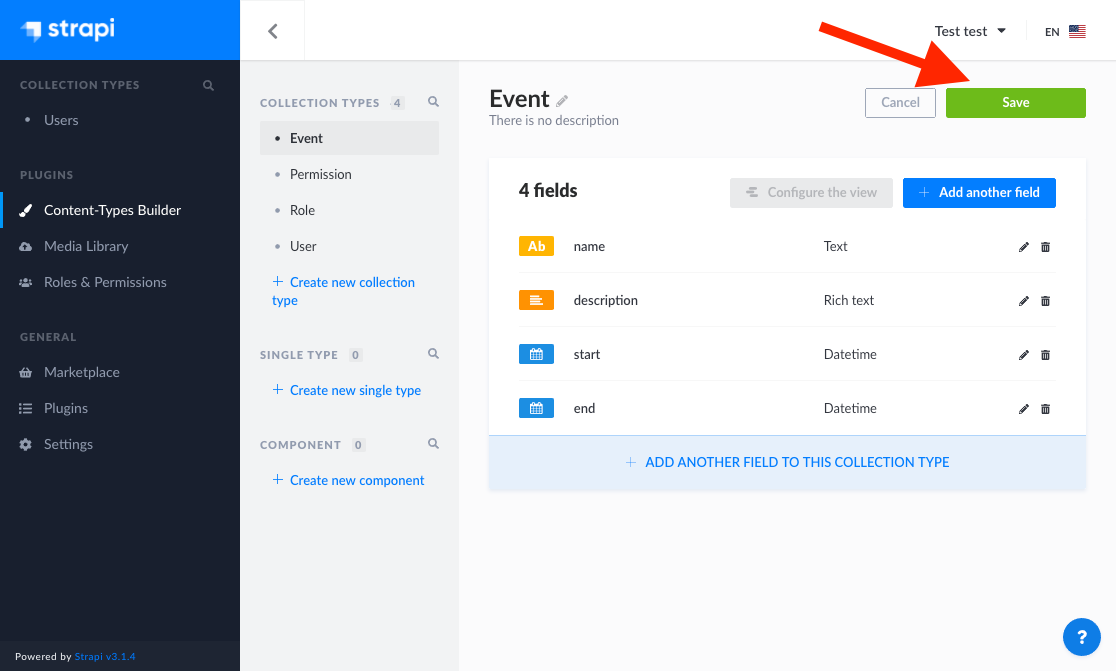 strapi
Test test
EN
COLLECTION TYPES
Users
PLUGINS
Content-Types Builder
Media Library
Roles & Permissions
GENERAL
Marketplace
Plugins
Settings
Powered by Strapi v3.1.4
COLLECTION TYPES 4
Event
Permission
Role
User
+ Create new collection
type
SINGLE TYPE 0
+ Create new single type
COMPONENT 0
+ Create new component
Event
There is no description
Cancel
Save
4 fields
Configure the view
+ Add another field
Ab name Text
description Rich text
start Datetime
end Datetime
+ ADD ANOTHER FIELD TO THIS COLLECTION TYPE
?